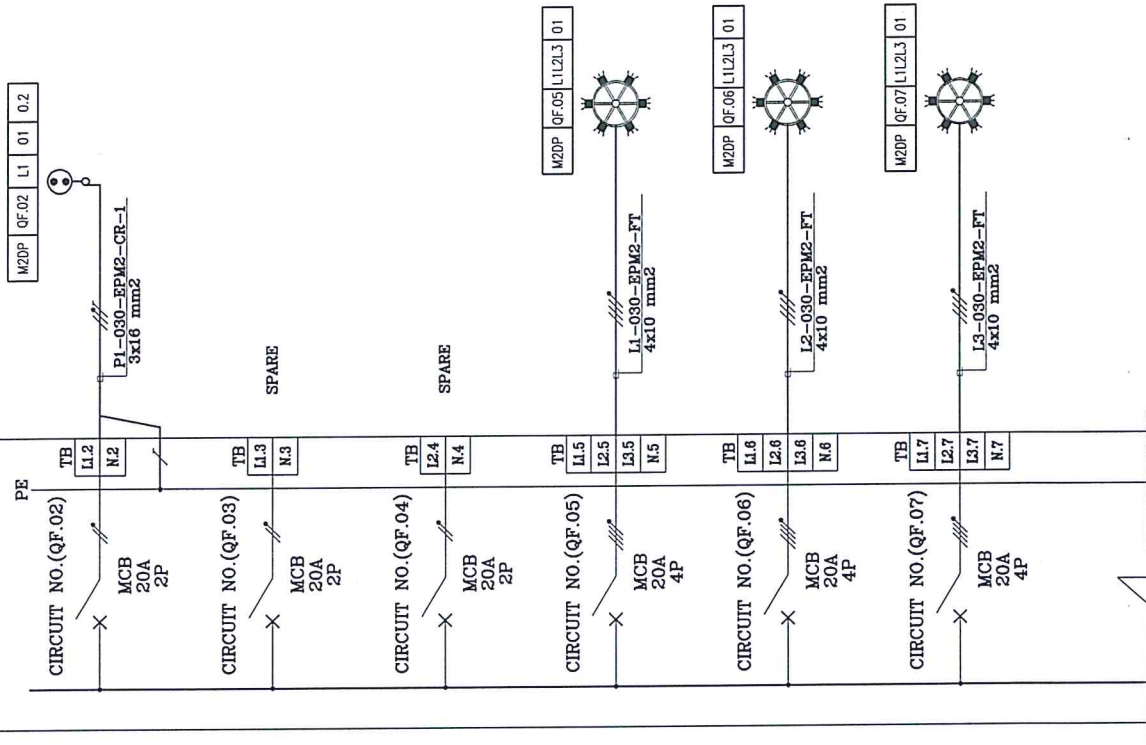 PE
M2DP QF.02 L1 01 0.2
CIRCUIT NO.(QF.02)
MCB
20A
2P
TB
L1.2
N.2
P1-030-EPM2-CR-1
3x16 mm2
CIRCUIT NO.(QF.03)
MCB
20A
2P
TB
L1.3
N.3
SPARE
CIRCUIT NO.(QF.04)
MCB
20A
2P
TB
L2.4
N.4
SPARE
M2DP QF.05 L1L2L3 01
CIRCUIT NO.(QF.05)
MCB
20A
4P
TB
L1.5
L2.5
L3.5
N.5
L1-030-EPM2-FT
4x10 mm2
M2DP QF.06 L1L2L3 01
CIRCUIT NO.(QF.06)
MCB
20A
4P
TB
L1.6
L2.6
L3.6
N.6
L2-030-EPM2-FT
4x10 mm2
M2DP QF.07 L1L2L3 01
CIRCUIT NO.(QF.07)
MCB
20A
4P
TB
L1.7
L2.7
L3.7
N.7
L3-030-EPM2-FT
4x10 mm2